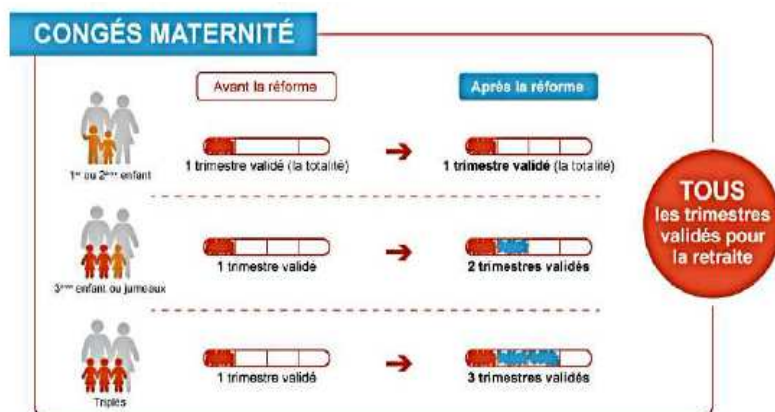 CONGÉS MATERNITÉ
Avant la réforme
Après la réforme
1er ou 2ème enfant
1 trimestre validé (la totalité)
1 trimestre validé (la totalité)
3ème enfant ou jumeaux
1 trimestre validé
2 trimestres validés
Triplés
1 trimestre validé
3 trimestres validés
TOUS
les trimestres
validés pour
la retraite